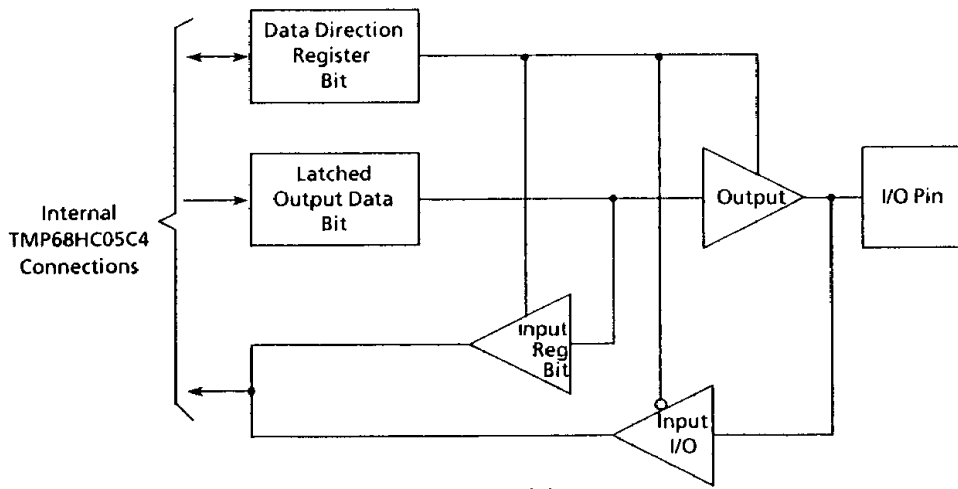 Data Direction
Register
Bit
Latched
Output Data
Bit
Output
I/O Pin
Internal
TMP68HC05C4
Connections
Input
Reg
Bit
Input
I/O